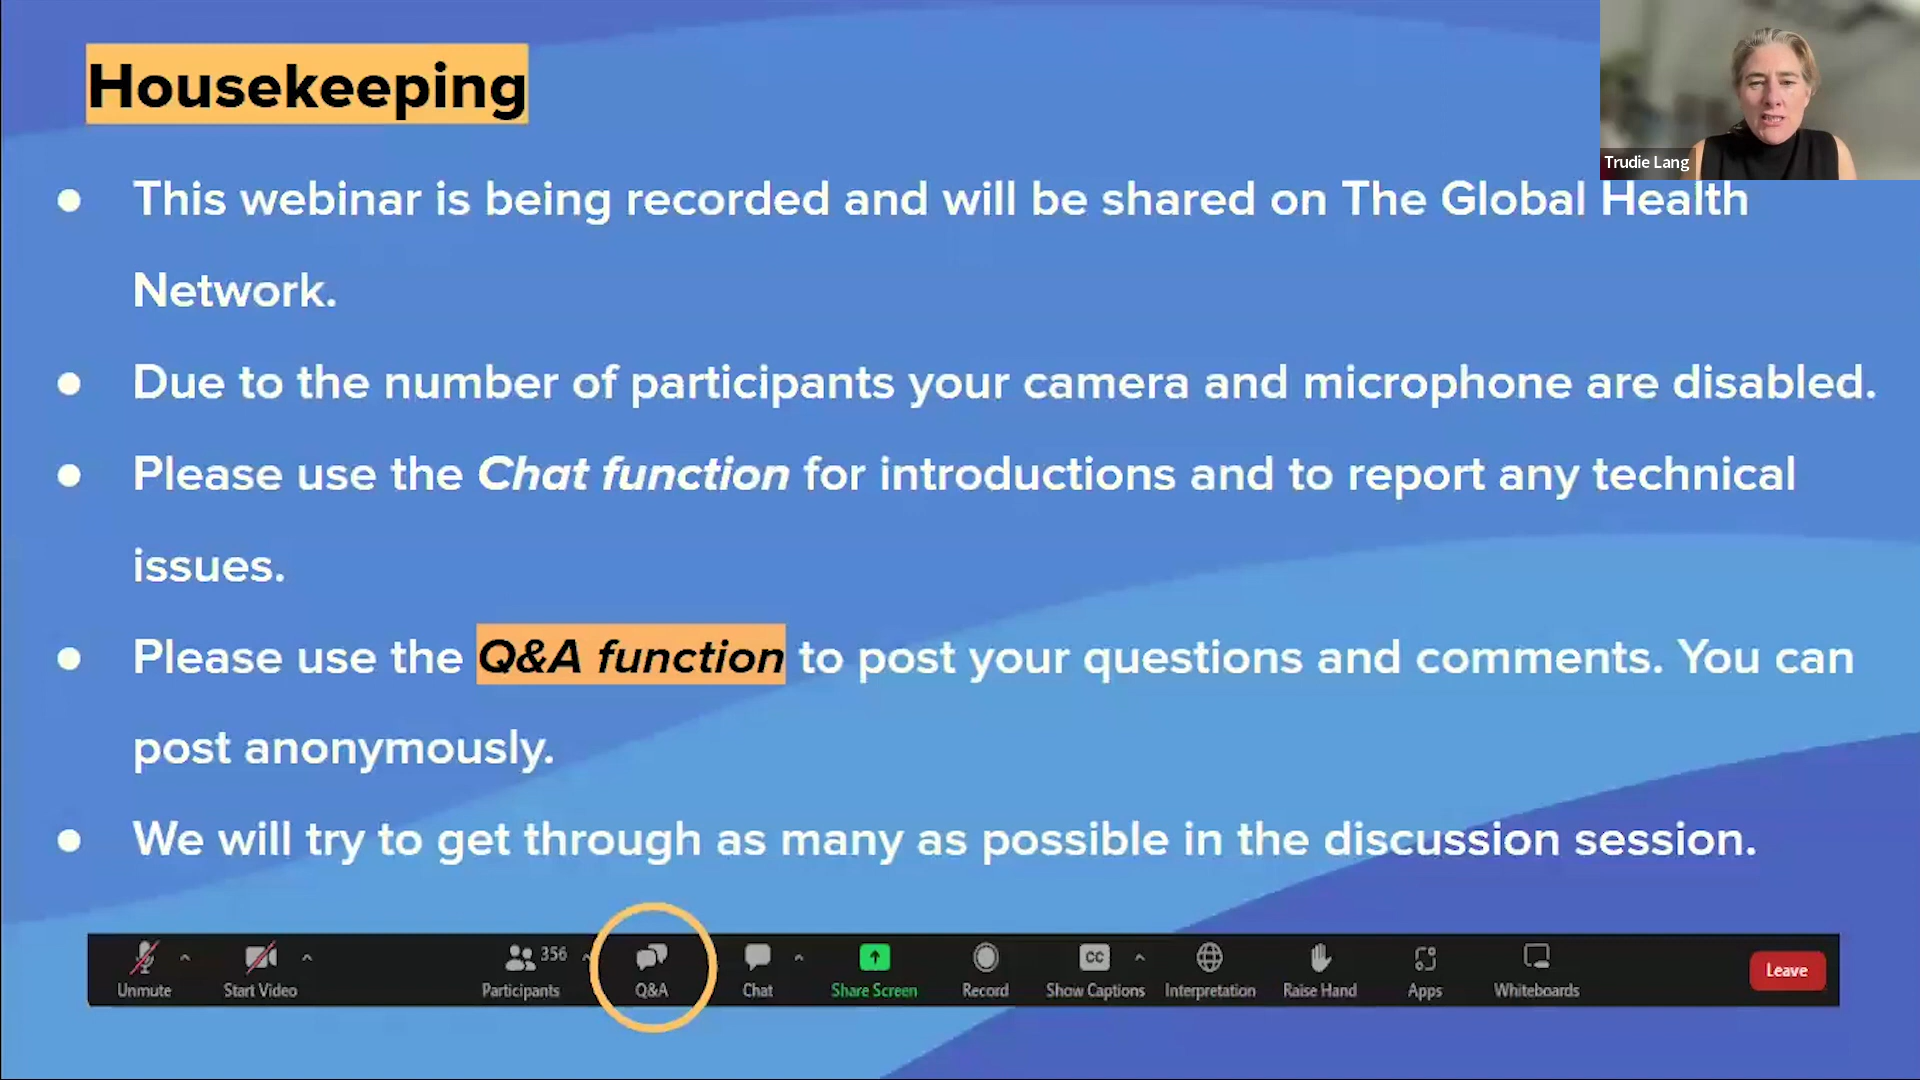 Housekeeping
Trudie Lang
● This webinar is being recorded and will be shared on The Global Health
Network.
● Due to the number of participants your camera and microphone are disabled.
● Please use the Chat function for introductions and to report any technical
issues.
● Please use the Q&A function to post your questions and comments. You can
post anonymously.
● We will try to get through as many as possible in the discussion session.
356
CC
Unmute Start Video Participants Q&A Chat Share Screen Record Show Captions Interpretation Raise Hand Apps Whiteboards Leave